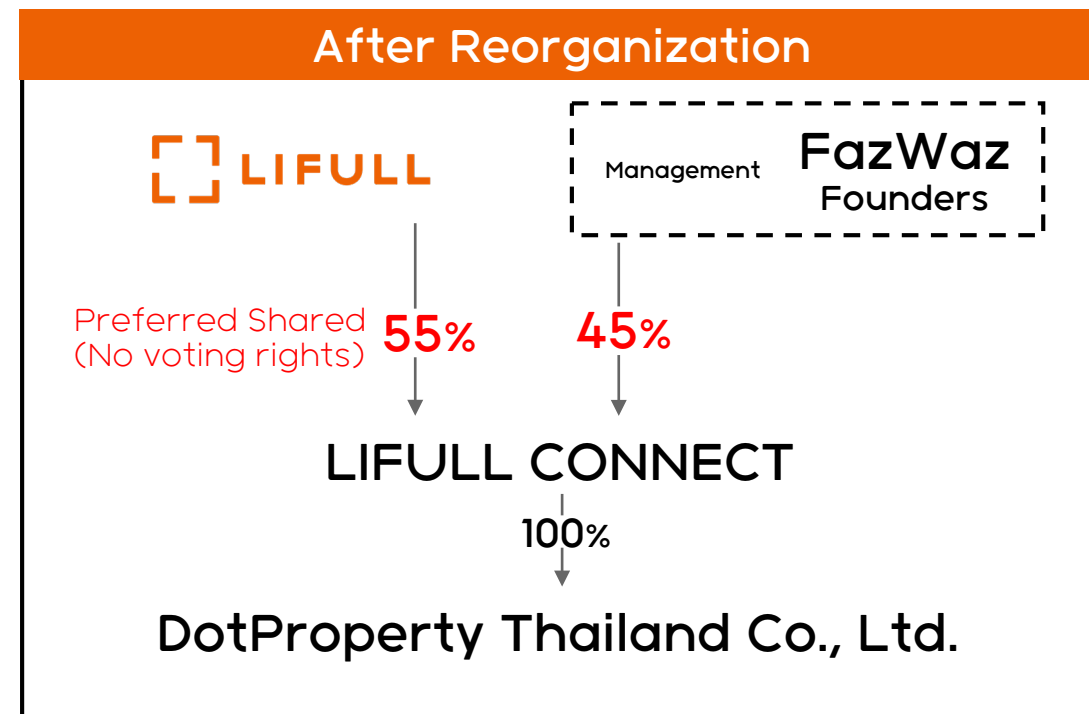 After Reorganization
LIFULL
Management
FazWaz
Founders
Preferred Shared
(No voting rights)
55%
45%
LIFULL CONNECT
100%
DotProperty Thailand Co., Ltd.